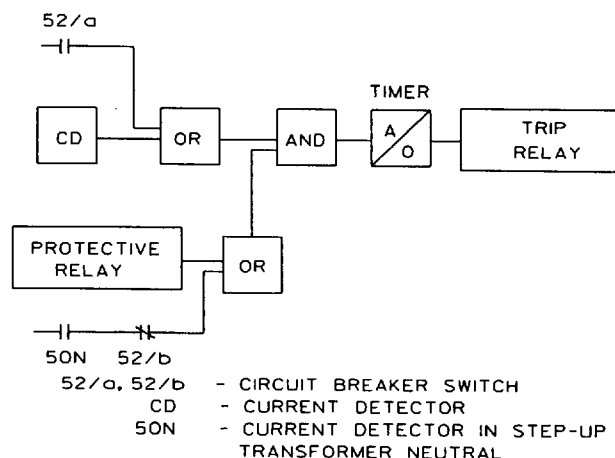 52/a
TIMER
CD
OR
AND
A
O
TRIP
RELAY
PROTECTIVE
RELAY
OR
50N 52/b
52/a, 52/b - CIRCUIT BREAKER SWITCH
CD - CURRENT DETECTOR
50N - CURRENT DETECTOR IN STEP-UP
TRANSFORMER NEUTRAL